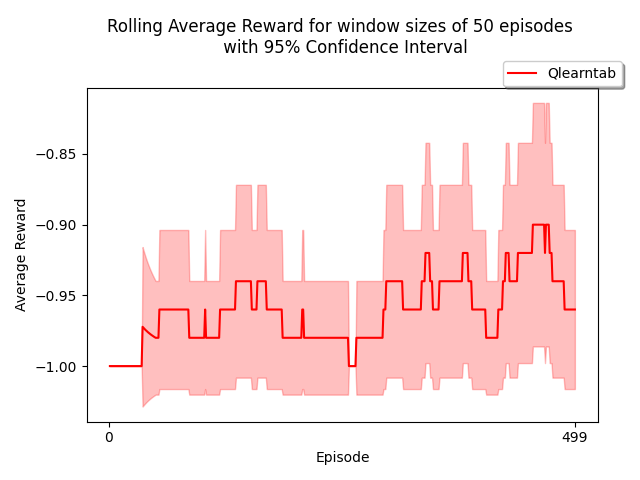 Rolling Average Reward for window sizes of 50 episodes
with 95% Confidence Interval
Qlearntab
−0.85
−0.90
−0.95
−1.00
Average Reward
0
499
Episode